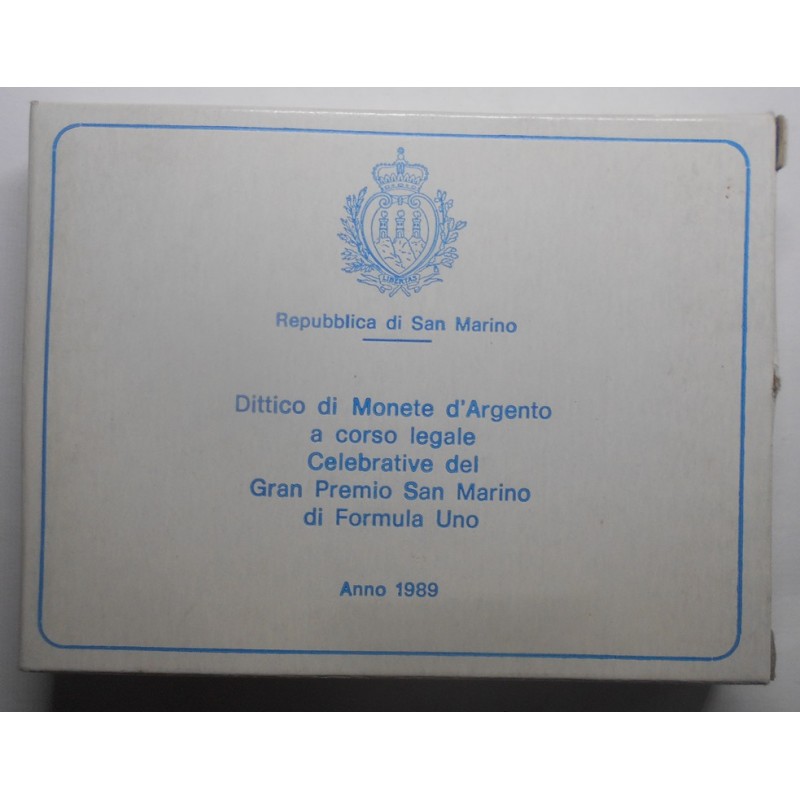 LIBERTAS
Repubblica di San Marino
Dittico di Monete d'Argento
a corso legale
Celebrative del
Gran Premio San Marino
di Formula Uno
Anno 1989